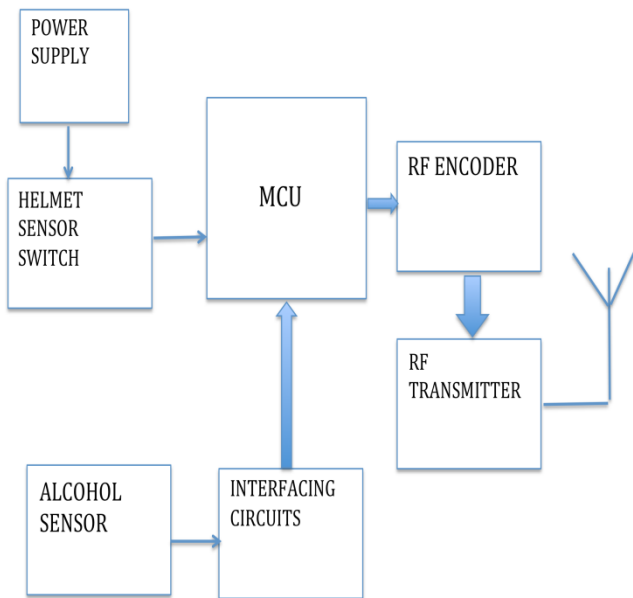 POWER
SUPPLY
HELMET
SENSOR
SWITCH
MCU
RF ENCODER
RF
TRANSMITTER
ALCOHOL
SENSOR
INTERFACING
CIRCUITS